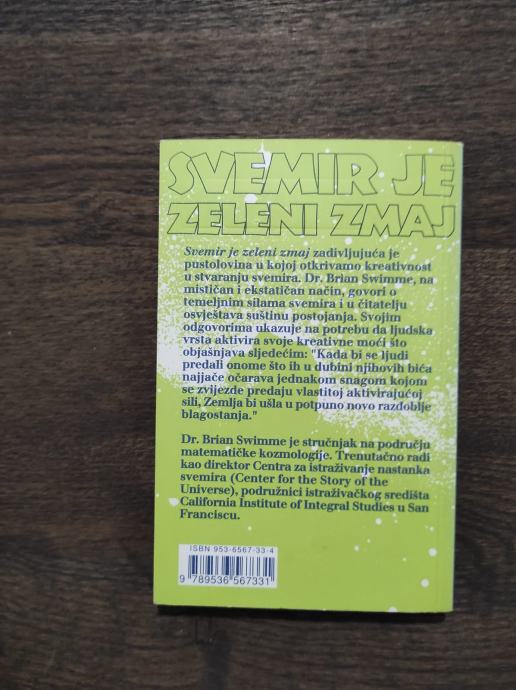 SVEMIR JE
ZELENI ZMAJ
Svemir je zeleni zmaj zadivljujuća je
pustolovina u kojoj otkrivamo kreativnost
u stvaranju svemira. Dr. Brian Swimme, na
mističan i ekstatičan način, govori o
temeljnim silama svemira i u čitatelju
osvještava suštinu postojanja. Svojim
odgovorima ukazuje na potrebu da ljudska
vrsta aktivira svoje kreativne moći što
objašnjava sljedećim: "Kada bi se ljudi
predali onome što ih u dubini njihovih bića
najjače očarava jednakom snagom kojom
se zvijezde predaju vlastitoj aktivirajućoj
sili, Zemlja bi ušla u potpuno novo razdoblje
blagostanja."
Dr. Brian Swimme je stručnjak na području
matematičke kozmologije. Trenutačno radi
kao direktor Centra za istraživanje nastanka
svemira (Center for the Story of the
Universe), podružnici istraživačkog središta
California Institute of Integral Studies u San
Franciscu.
ISBN 953-6567-33-4
9 789536 567331